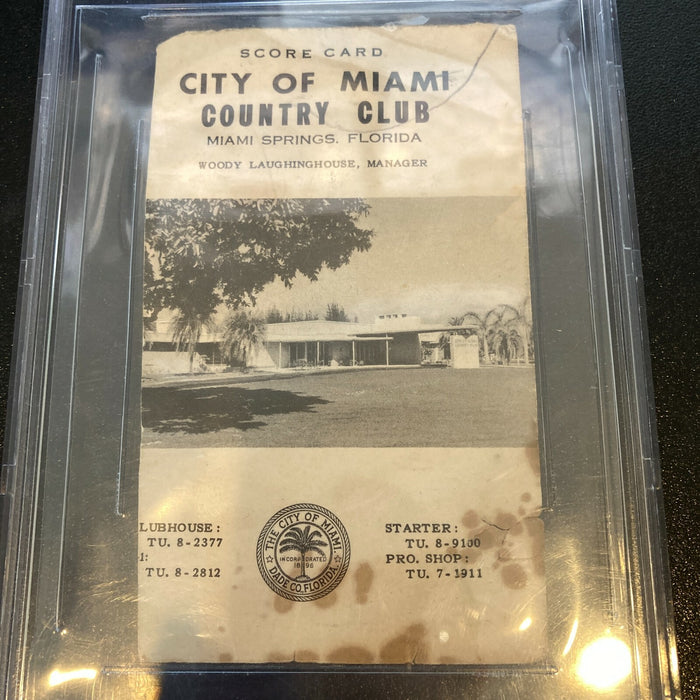 SCORE CARD
CITY OF MIAMI
COUNTRY CLUB
MIAMI SPRINGS, FLORIDA
WOODY LAUGHINGHOUSE, MANAGER
LUBHOUSE:
TU. 8-2377
TU. 8-2812
THE CITY OF MIAMI
INCORPORATED
1896
DADE CO. FLORIDA
STARTER:
TU. 8-9100
PRO. SHOP:
TU. 7-1911